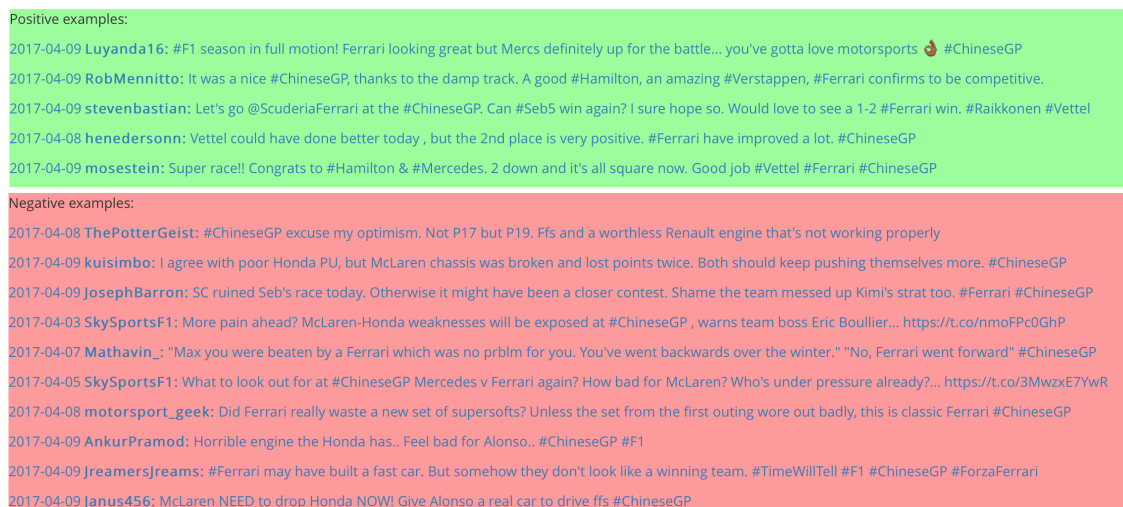 Positive examples:
2017-04-09 Luyanda16: #F1 season in full motion! Ferrari looking great but Mercs definitely up for the battle... you've gotta love motorsports 👌🏾 #ChineseGP
2017-04-09 RobMennitto: It was a nice #ChineseGP, thanks to the damp track. A good #Hamilton, an amazing #Verstappen, #Ferrari confirms to be competitive.
2017-04-09 stevenbastian: Let's go @ScuderiaFerrari at the #ChineseGP. Can #Seb5 win again? I sure hope so. Would love to see a 1-2 #Ferrari win. #Raikkonen #Vettel
2017-04-08 henedersonn: Vettel could have done better today , but the 2nd place is very positive. #Ferrari have improved a lot. #ChineseGP
2017-04-09 mosestein: Super race!! Congrats to #Hamilton & #Mercedes. 2 down and it's all square now. Good job #Vettel #Ferrari #ChineseGP
Negative examples:
2017-04-08 ThePotterGeist: #ChineseGP excuse my optimism. Not P17 but P19. Ffs and a worthless Renault engine that's not working properly
2017-04-09 kuisimbo: I agree with poor Honda PU, but McLaren chassis was broken and lost points twice. Both should keep pushing themselves more. #ChineseGP
2017-04-09 JosephBarron: SC ruined Seb's race today. Otherwise it might have been a closer contest. Shame the team messed up Kimi's strat too. #Ferrari #ChineseGP
2017-04-03 SkySportsF1: More pain ahead? McLaren-Honda weaknesses will be exposed at #ChineseGP , warns team boss Eric Boullier... https://t.co/nmoFPc0GhP
2017-04-07 Mathavin_: "Max you were beaten by a Ferrari which was no prblm for you. You've went backwards over the winter." "No, Ferrari went forward" #ChineseGP
2017-04-05 SkySportsF1: What to look out for at #ChineseGP Mercedes v Ferrari again? How bad for McLaren? Who's under pressure already?... https://t.co/3MwzxE7YwR
2017-04-08 motorsport_geek: Did Ferrari really waste a new set of supersofts? Unless the set from the first outing wore out badly, this is classic Ferrari #ChineseGP
2017-04-09 AnkurPramod: Horrible engine the Honda has.. Feel bad for Alonso.. #ChineseGP #F1
2017-04-09 JreamersJreams: #Ferrari may have built a fast car. But somehow they don't look like a winning team. #TimeWillTell #F1 #ChineseGP #ForzaFerrari
2017-04-09 Janus456: McLaren NEED to drop Honda NOW! Give Alonso a real car to drive ffs #ChineseGP